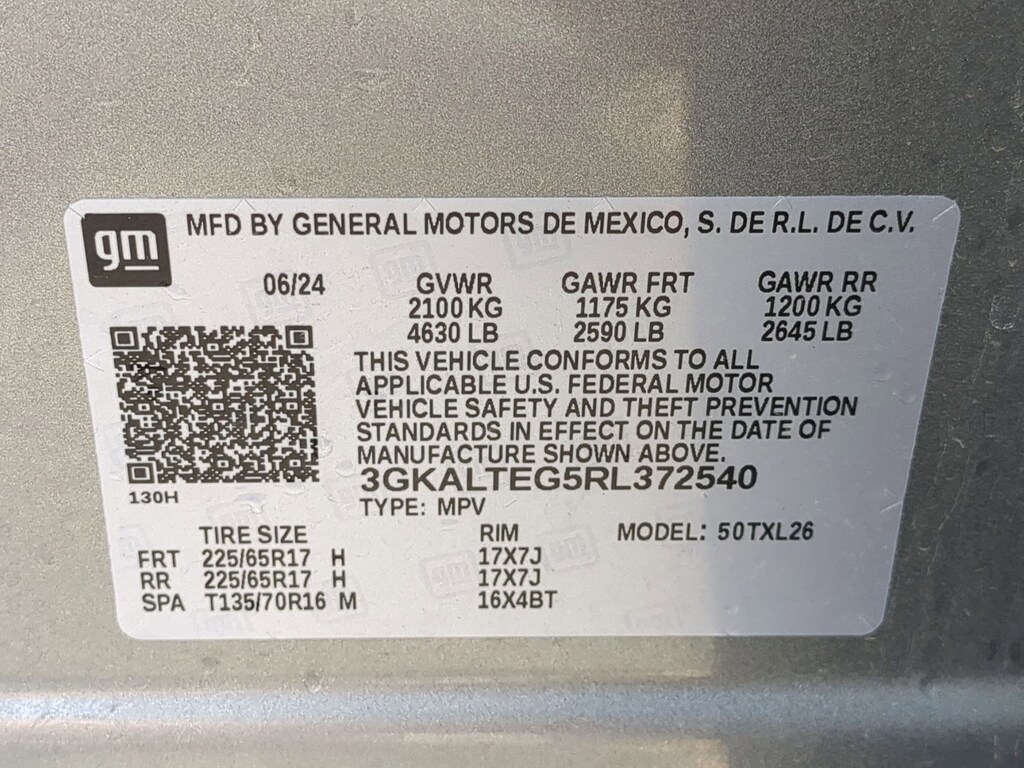 gm
MFD BY GENERAL MOTORS DE MEXICO, S. DE R.L. DE C.V.
06/24 GVWR GAWR FRT GAWR RR
2100 KG 1175 KG 1200 KG
4630 LB 2590 LB 2645 LB
THIS VEHICLE CONFORMS TO ALL
APPLICABLE U.S. FEDERAL MOTOR
VEHICLE SAFETY AND THEFT PREVENTION
STANDARDS IN EFFECT ON THE DATE OF
MANUFACTURE SHOWN ABOVE.
3GKALTEG5RL372540
130H
TYPE: MPV
TIRE SIZE RIM MODEL: 50TXL26
FRT 225/65R17 H 17X7J
RR 225/65R17 H 17X7J
SPA T135/70R16 M 16X4BT